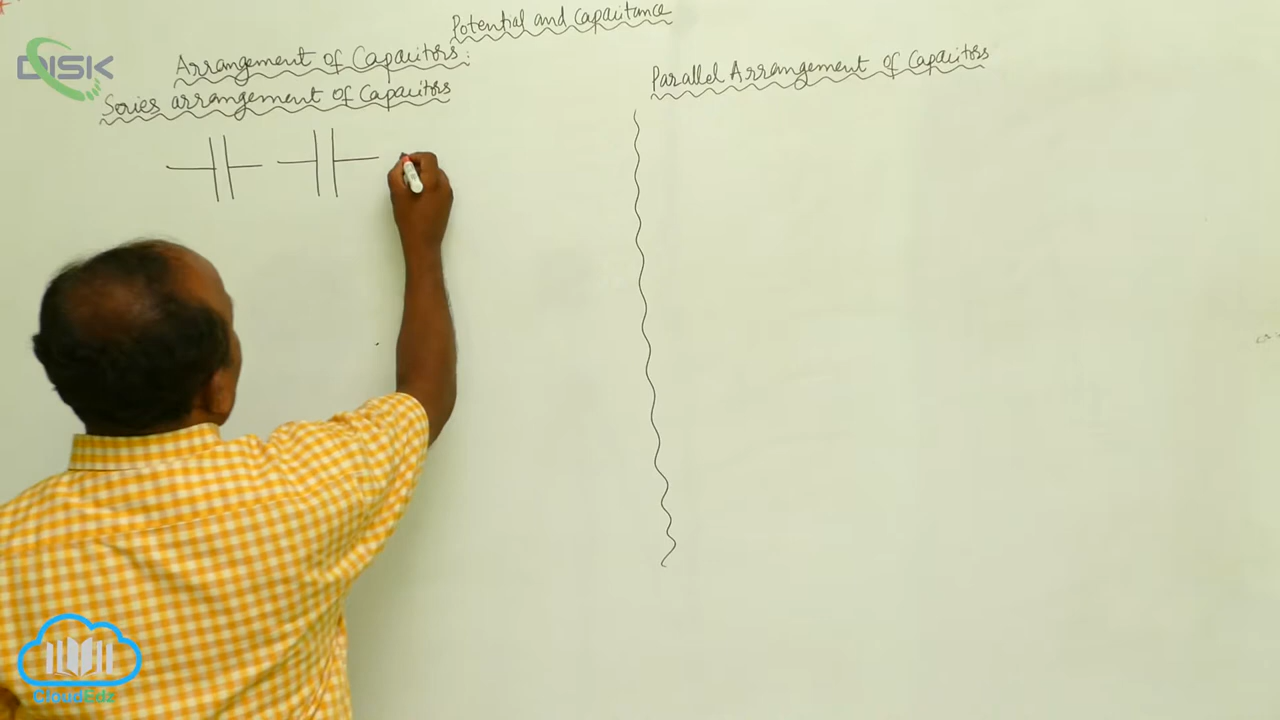 Potential and Capacitance
Arrangement of Capacitors:
Series arrangement of Capacitors
Parallel Arrangement of Capacitors
DISK
CloudEdz